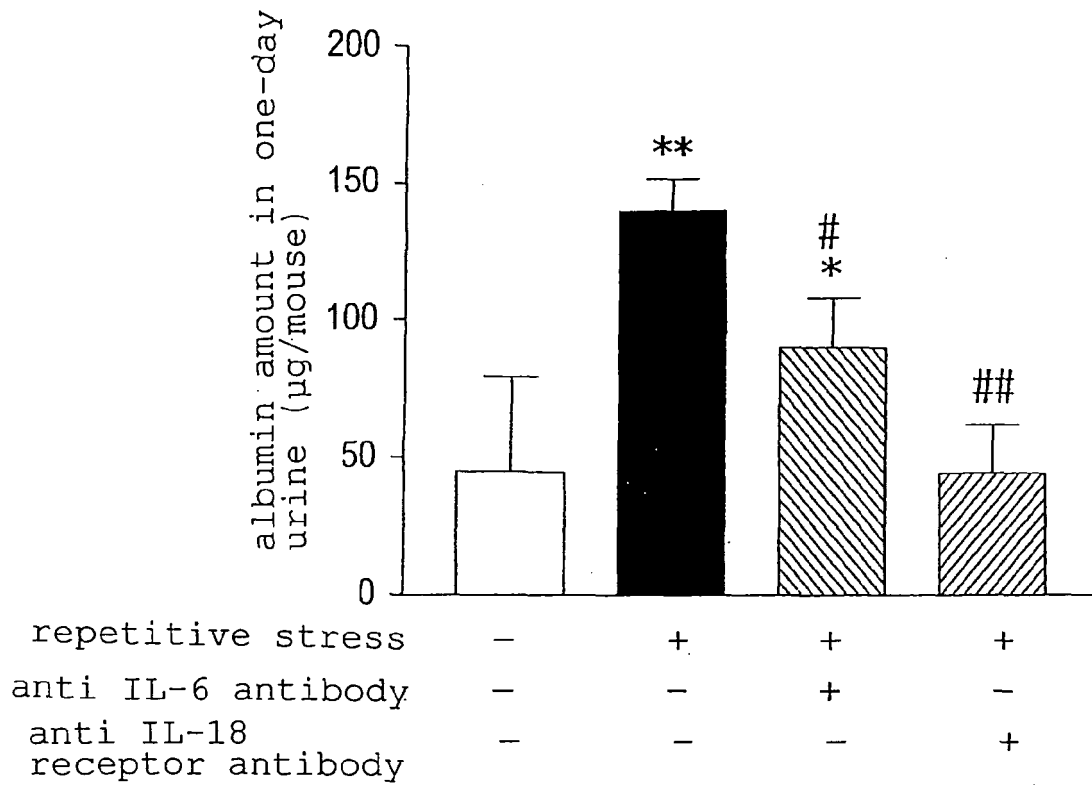 albumin amount in one-day
urine (µg/mouse)
200
150
100
50
0
**
#
*
##
repetitive stress − + + +
anti IL-6 antibody − − + −
anti IL-18
receptor antibody − − − +